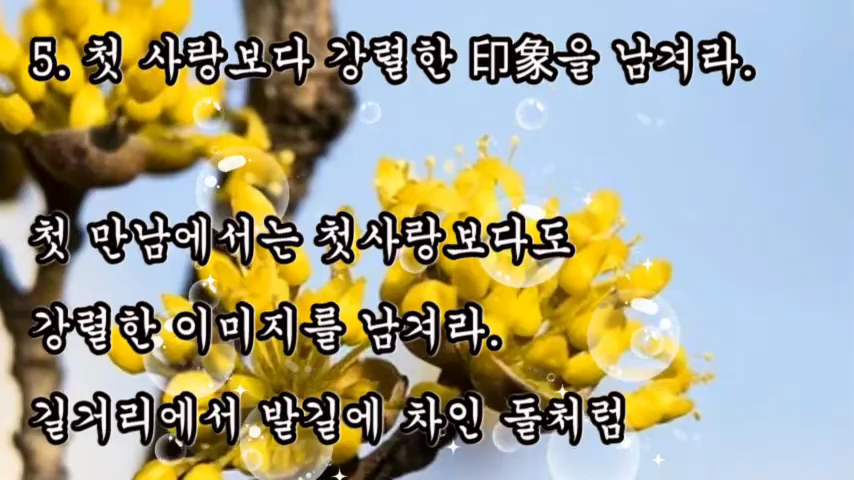 5. 첫 사랑보다 강렬한 印象을 남겨라.
첫 만남에서는 첫사랑보다도
강렬한 이미지를 남겨라.
길거리에서 발길에 차인 돌처럼